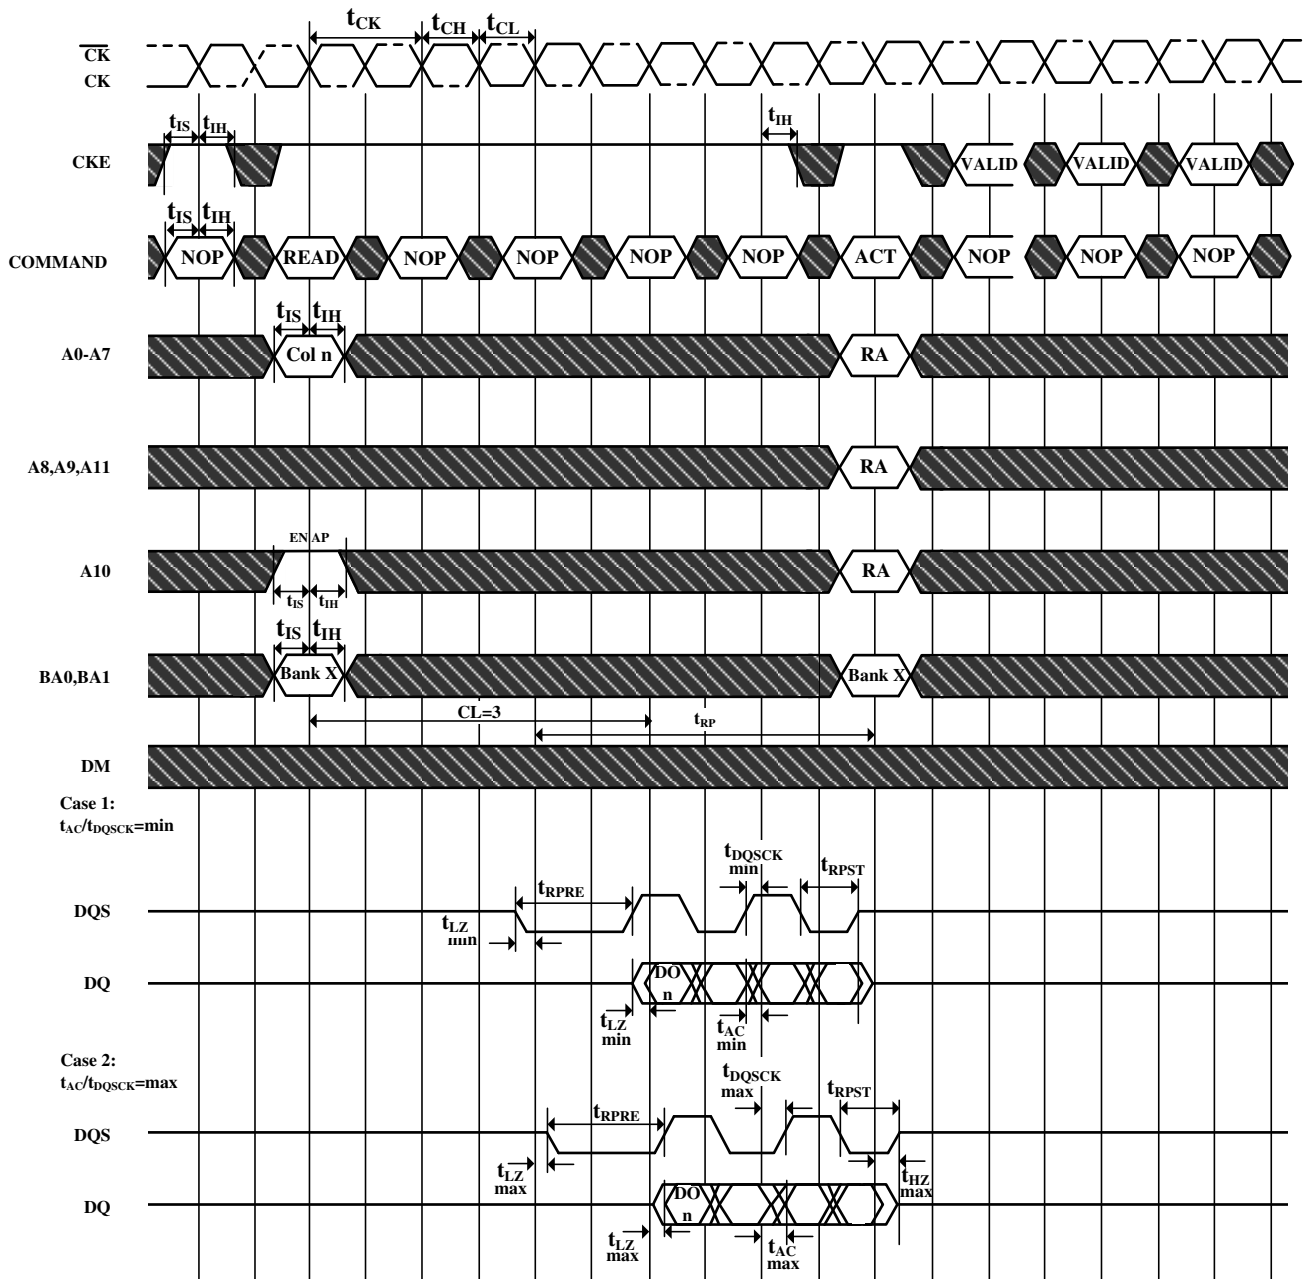 tCK tCH tCL
CK
CK
tIS tIH tIH
CKE VALID VALID VALID
tIS tIH
COMMAND NOP READ NOP NOP NOP NOP ACT NOP NOP NOP
tIS tIH
A0-A7 Col n RA
A8,A9,A11 RA
EN AP
A10 RA
tIS tIH
tIS tIH
BA0,BA1 Bank X Bank X
CL=3 tRP
DM
Case 1:
tAC/tDQSCK=min
tDQSCK
min
tRPST
tRPRE
DQS
tLZ
min
DQ DO
n
tLZ
min
tAC
min
Case 2:
tAC/tDQSCK=max
tDQSCK
max
tRPST
tRPRE
DQS
tLZ
max
tHZ
max
DQ DO
n
tLZ
max
tAC
max